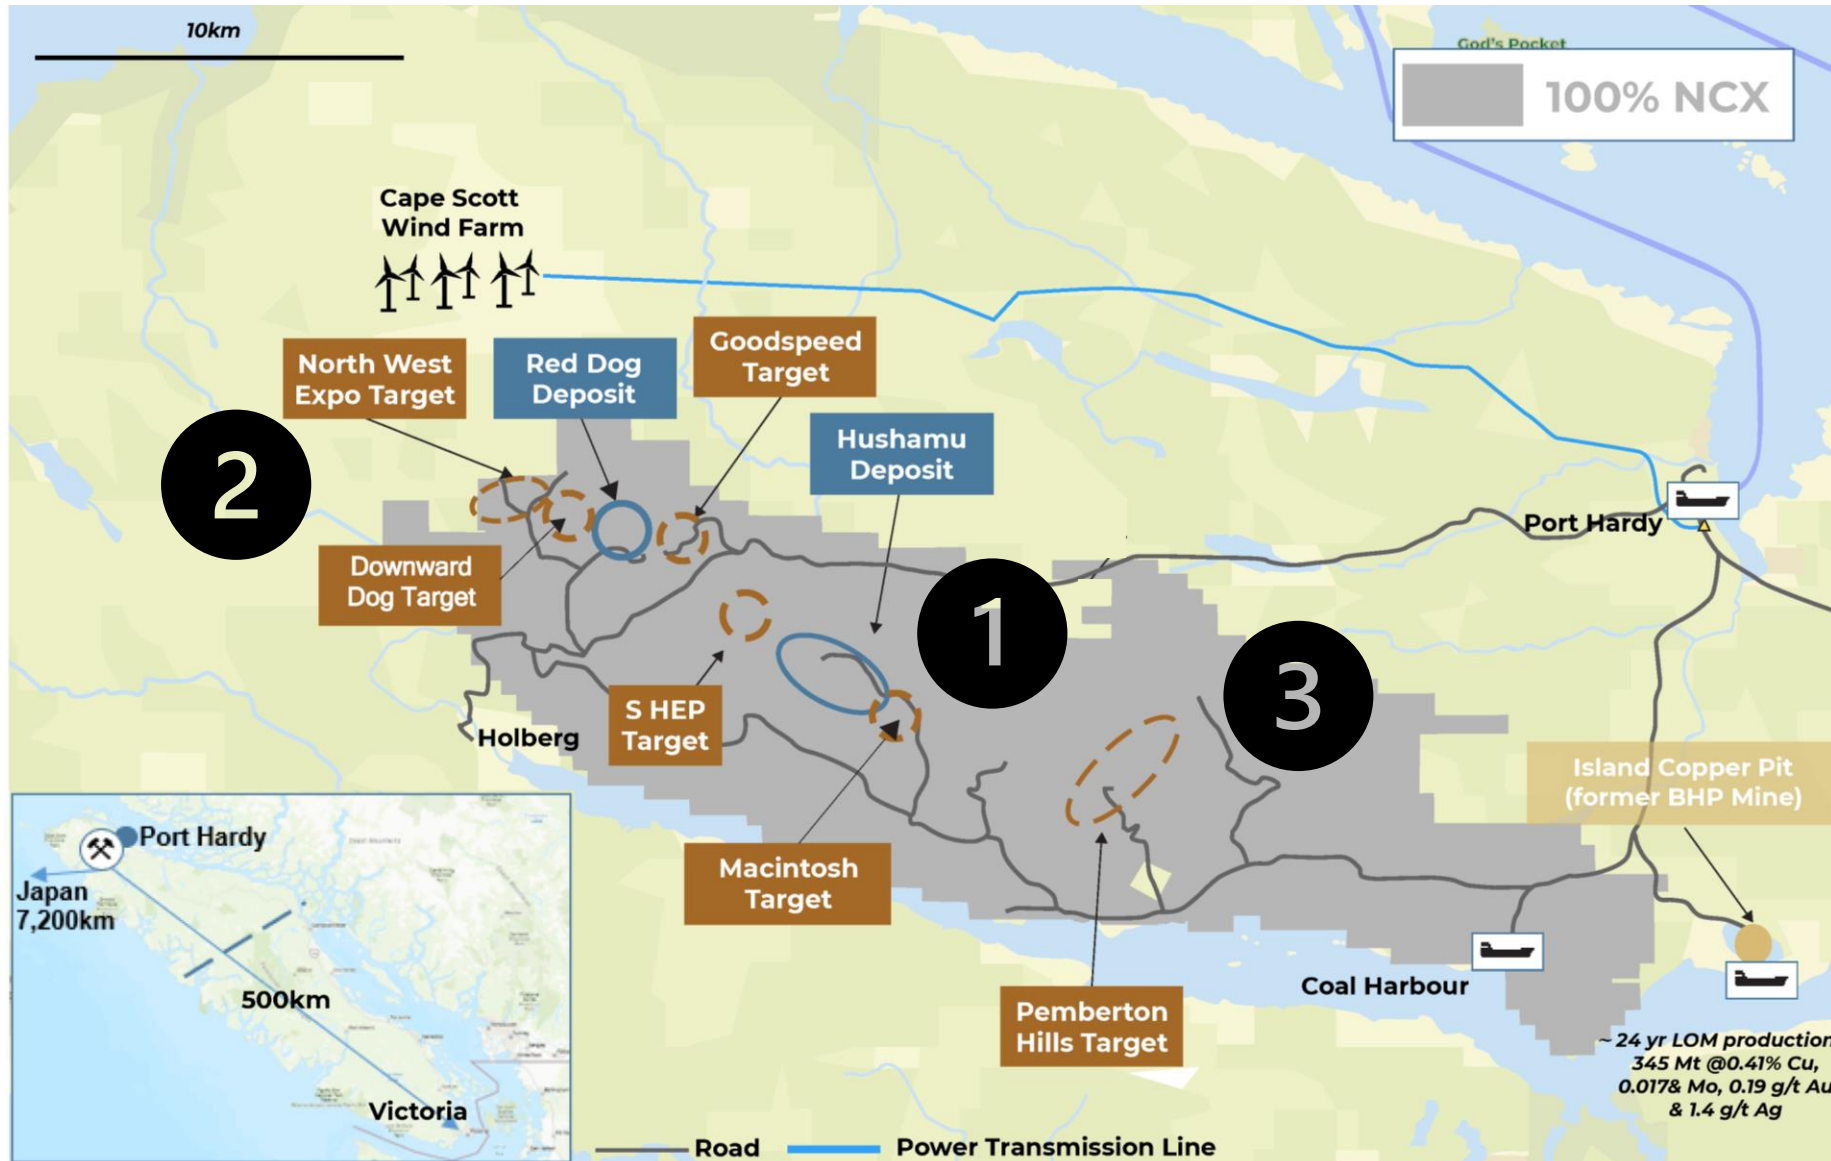 10km
God's Pocket
100% NCX
Cape Scott
Wind Farm
North West
Expo Target
Red Dog
Deposit
Goodspeed
Target
Hushamu
Deposit
2
Downward
Dog Target
Port Hardy
1
3
S HEP
Target
Holberg
Island Copper Pit
(former BHP Mine)
Macintosh
Target
Port Hardy
Japan
7,200km
500km
Victoria
Coal Harbour
Pemberton
Hills Target
~ 24 yr LOM production
345 Mt @0.41% Cu,
0.017& Mo, 0.19 g/t Au
& 1.4 g/t Ag
Road
Power Transmission Line